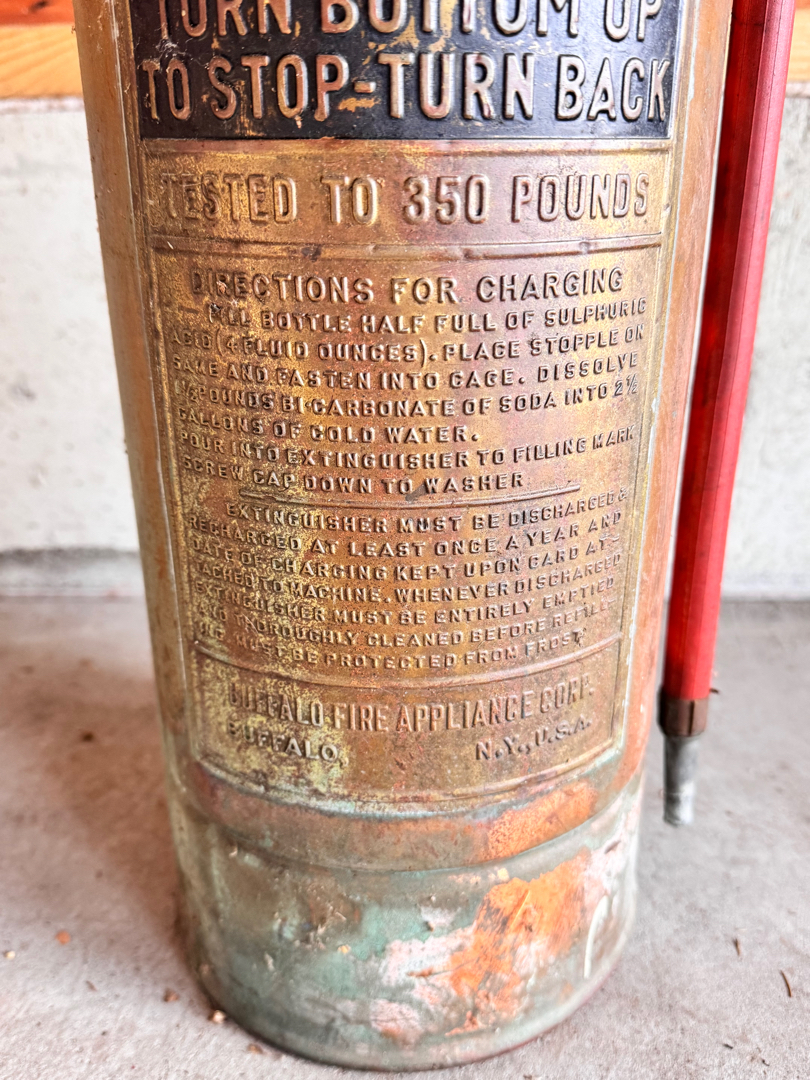 TURN BOTTOM UP
TO STOP-TURN BACK
TESTED TO 350 POUNDS
DIRECTIONS FOR CHARGING
FILL BOTTLE HALF FULL OF SULPHURIC
ACID (4 FLUID OUNCES). PLACE STOPPLE ON
SAME AND FASTEN INTO CAGE. DISSOLVE
1½ POUNDS BI CARBONATE OF SODA INTO 2½
GALLONS OF COLD WATER.
POUR INTO EXTINGUISHER TO FILLING MARK
SCREW CAP DOWN TO WASHER
EXTINGUISHER MUST BE DISCHARGED &
RECHARGED AT LEAST ONCE A YEAR AND
DATE OF CHARGING KEPT UPON CARD AT-
TACHED TO MACHINE. WHENEVER DISCHARGED
EXTINGUISHER MUST BE ENTIRELY EMPTIED
AND THOROUGHLY CLEANED BEFORE REFILL-
ING. MUST BE PROTECTED FROM FROST
BUFFALO FIRE APPLIANCE CORP.
BUFFALO, N.Y., U.S.A.